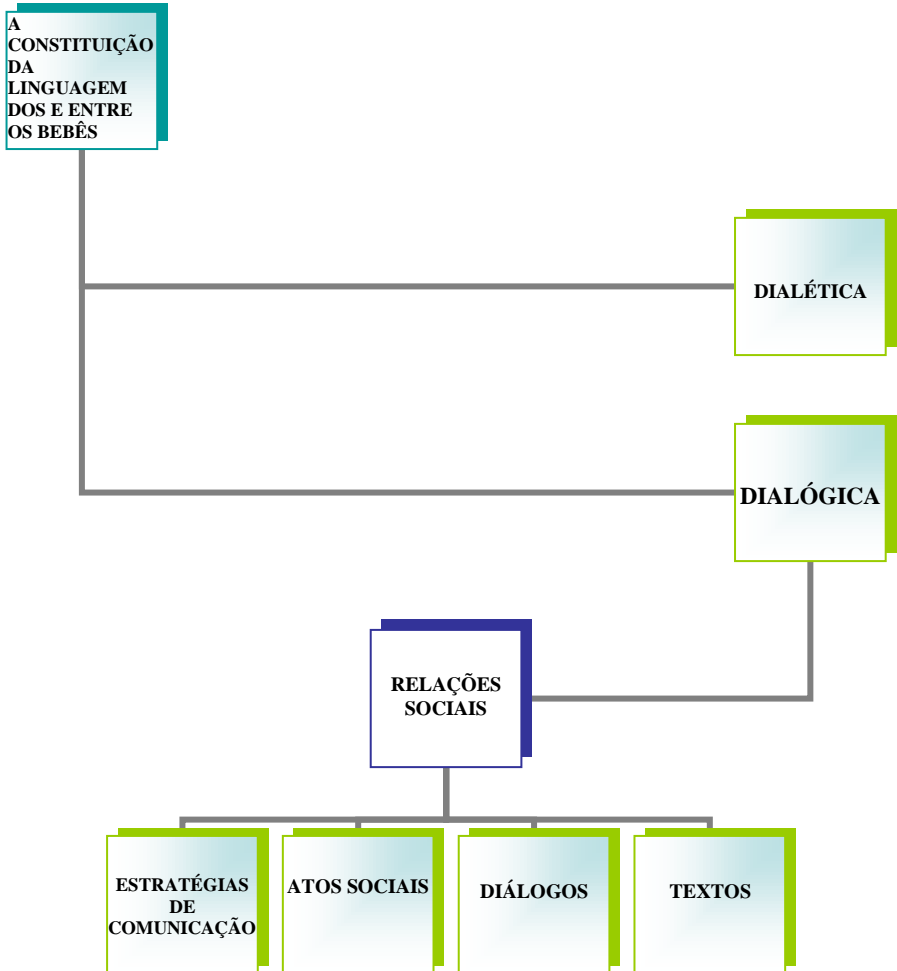 A
CONSTITUIÇÃO
DA
LINGUAGEM
DOS E ENTRE
OS BEBÊS
DIALÉTICA
DIALÓGICA
RELAÇÕES
SOCIAIS
ESTRATÉGIAS
DE
COMUNICAÇÃO
ATOS SOCIAIS
DIÁLOGOS
TEXTOS